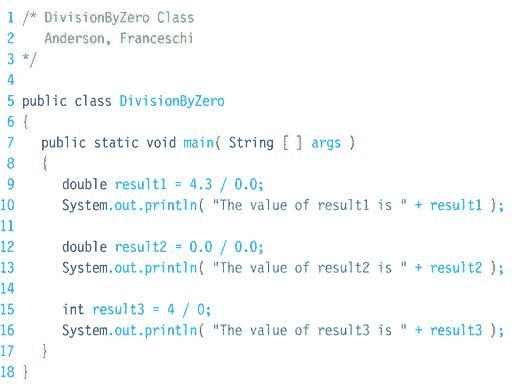 1 /* DivisionByZero Class
2    Anderson, Franceschi
3 */
4
5 public class DivisionByZero
6 {
7   public static void main( String [ ] args )
8   {
9     double result1 = 4.3 / 0.0;
10     System.out.println( "The value of result1 is " + result1 );
11
12     double result2 = 0.0 / 0.0;
13     System.out.println( "The value of result2 is " + result2 );
14
15     int result3 = 4 / 0;
16     System.out.println( "The value of result3 is " + result3 );
17   }
18 }